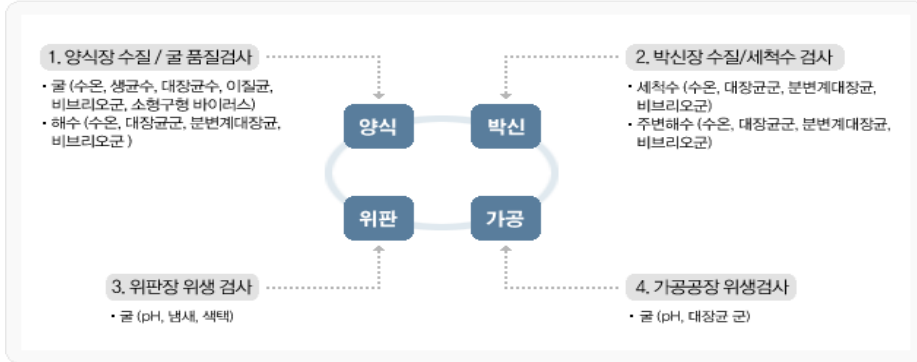 1. 양식장 수질 / 굴 품질검사
• 굴 (수온, 생균수, 대장균수, 이질균,
비브리오군, 소형구형 바이러스)
• 해수 (수온, 대장균군, 분변계대장균,
비브리오군 )
2. 박신장 수질/세척수 검사
• 세척수 (수온, 대장균군, 분변계대장균,
비브리오군)
• 주변해수 (수온, 대장균군, 분변계대장균,
비브리오군)
양식
박신
위판
가공
3. 위판장 위생 검사
• 굴 (pH, 냄새, 색택)
4. 가공공장 위생검사
• 굴 (pH, 대장균 군)